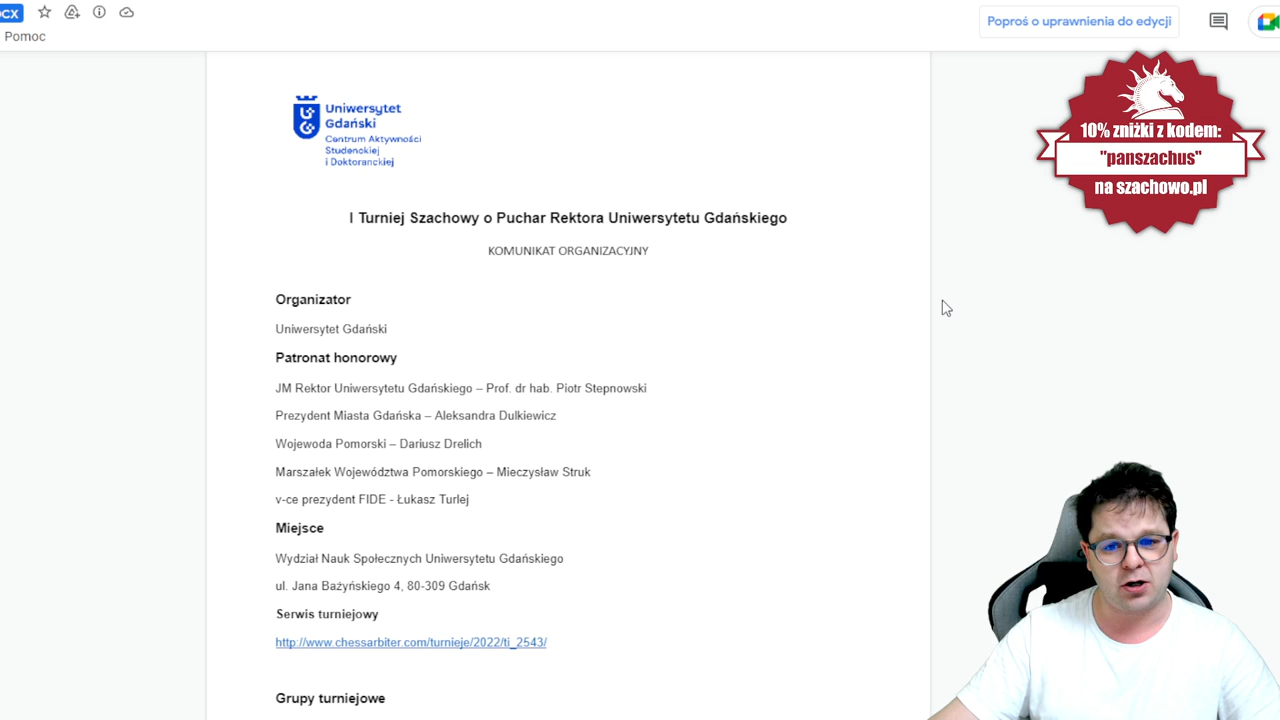 CX
Pomoc
Poproś o uprawnienia do edycji
Uniwersytet
Gdański
Centrum Aktywności
Studenckiej
i Doktoranckiej
10% zniżki z kodem:
"panszachus"
na szachowo.pl
I Turniej Szachowy o Puchar Rektora Uniwersytetu Gdańskiego
KOMUNIKAT ORGANIZACYJNY
Organizator
Uniwersytet Gdański
Patronat honorowy
JM Rektor Uniwersytetu Gdańskiego – Prof. dr hab. Piotr Stepnowski
Prezydent Miasta Gdańska – Aleksandra Dulkiewicz
Wojewoda Pomorski – Dariusz Drelich
Marszałek Województwa Pomorskiego – Mieczysław Struk
v-ce prezydent FIDE - Łukasz Turlej
Miejsce
Wydział Nauk Społecznych Uniwersytetu Gdańskiego
ul. Jana Bażyńskiego 4, 80-309 Gdańsk
Serwis turniejowy
http://www.chessarbiter.com/turnieje/2022/ti_2543/
Grupy turniejowe